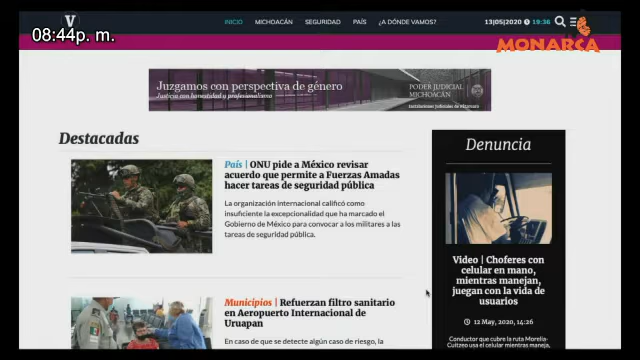 08:44p. m.
V
INICIO MICHOACÁN SEGURIDAD PAÍS ¿A DÓNDE VAMOS? 13|05|2020 19:36
MONARCA
Juzgamos con perspectiva de género
Justicia con honestidad y profesionalismo
PODER JUDICIAL
MICHOACÁN
Destacadas
País | ONU pide a México revisar
acuerdo que permite a Fuerzas Amadas
hacer tareas de seguridad pública
La organización internacional calificó como
insuficiente la excepcionalidad que ha marcado el
Gobierno de México para convocar a los militares a las
tareas de seguridad pública.
Municipios | Refuerzan filtro sanitario
en Aeropuerto Internacional de
Uruapan
En caso de que se detecte algún caso de riesgo, la
Denuncia
Video | Choferes con
celular en mano,
mientras manejan,
juegan con la vida de
usuarios
12 May, 2020, 14:26
Conductor que cubre la ruta Morelia-
Cuitzeo usa el celular mientras maneja,